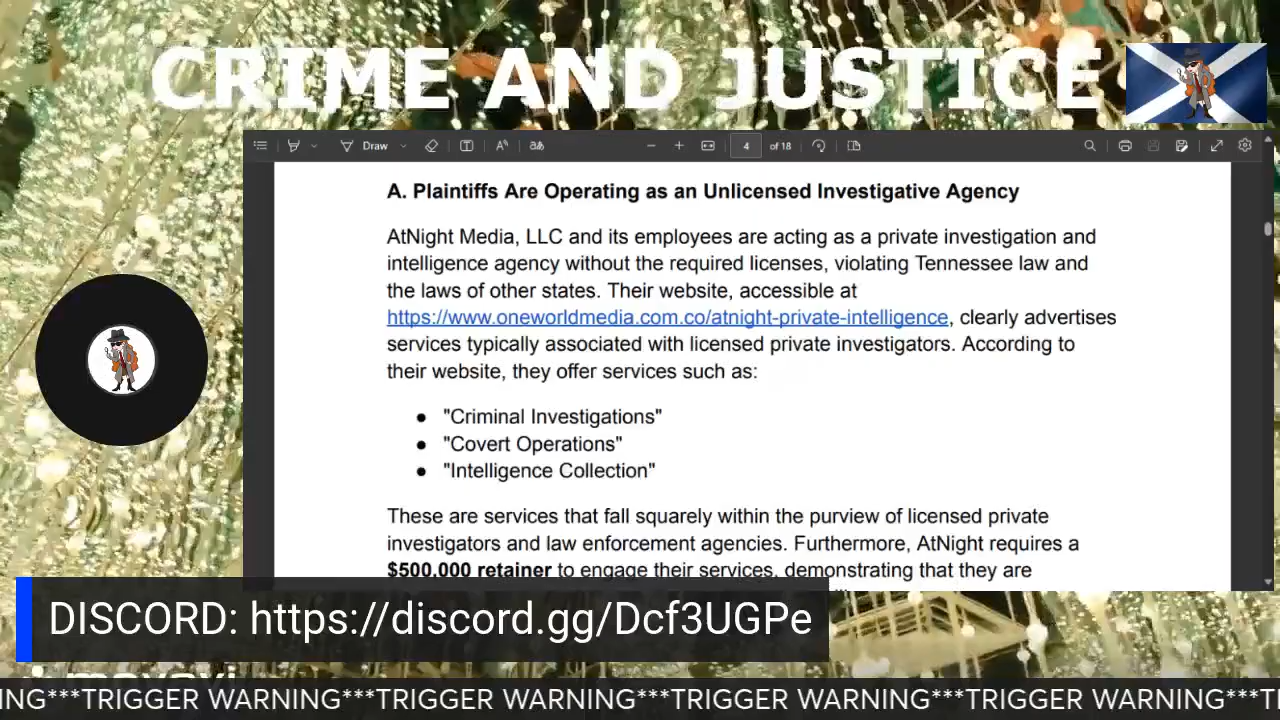 CRIME AND JUSTICE
Draw
4 of 18
A. Plaintiffs Are Operating as an Unlicensed Investigative Agency
AtNight Media, LLC and its employees are acting as a private investigation and
intelligence agency without the required licenses, violating Tennessee law and
the laws of other states. Their website, accessible at
https://www.oneworldmedia.com.co/atnight-private-intelligence, clearly advertises
services typically associated with licensed private investigators. According to
their website, they offer services such as:
● "Criminal Investigations"
● "Covert Operations"
● "Intelligence Collection"
These are services that fall squarely within the purview of licensed private
investigators and law enforcement agencies. Furthermore, AtNight requires a
$500,000 retainer to engage their services, demonstrating that they are
DISCORD: https://discord.gg/Dcf3UGPe
ING***TRIGGER WARNING***TRIGGER WARNING***TRIGGER WARNING***TRIGGER WARNING***T